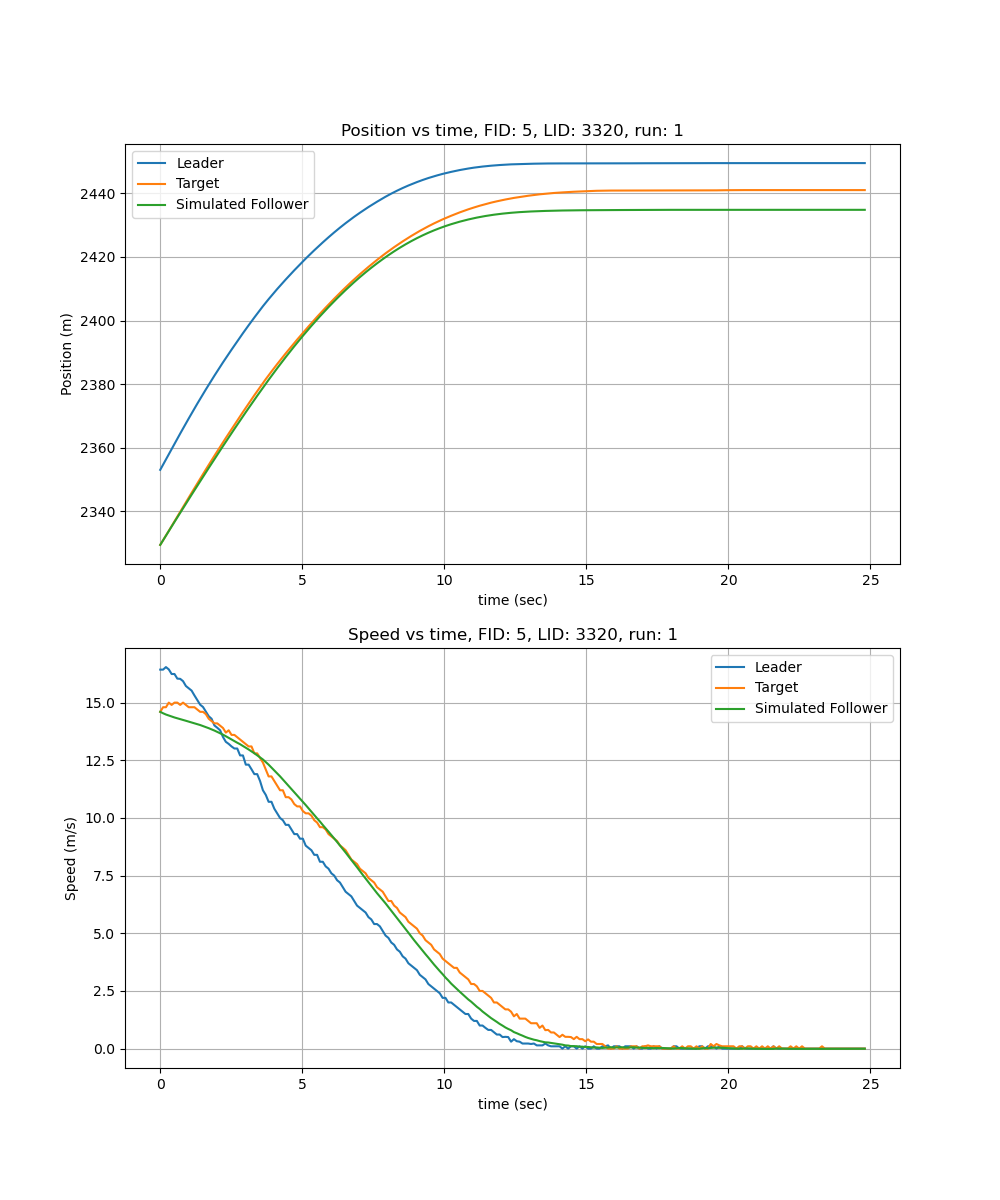 Position vs time, FID: 5, LID: 3320, run: 1
Leader
Target
Simulated Follower
Position (m)
2440
2420
2400
2380
2360
2340
0 5 10 15 20 25
time (sec)
Speed vs time, FID: 5, LID: 3320, run: 1
Leader
Target
Simulated Follower
Speed (m/s)
15.0
12.5
10.0
7.5
5.0
2.5
0.0
0 5 10 15 20 25
time (sec)